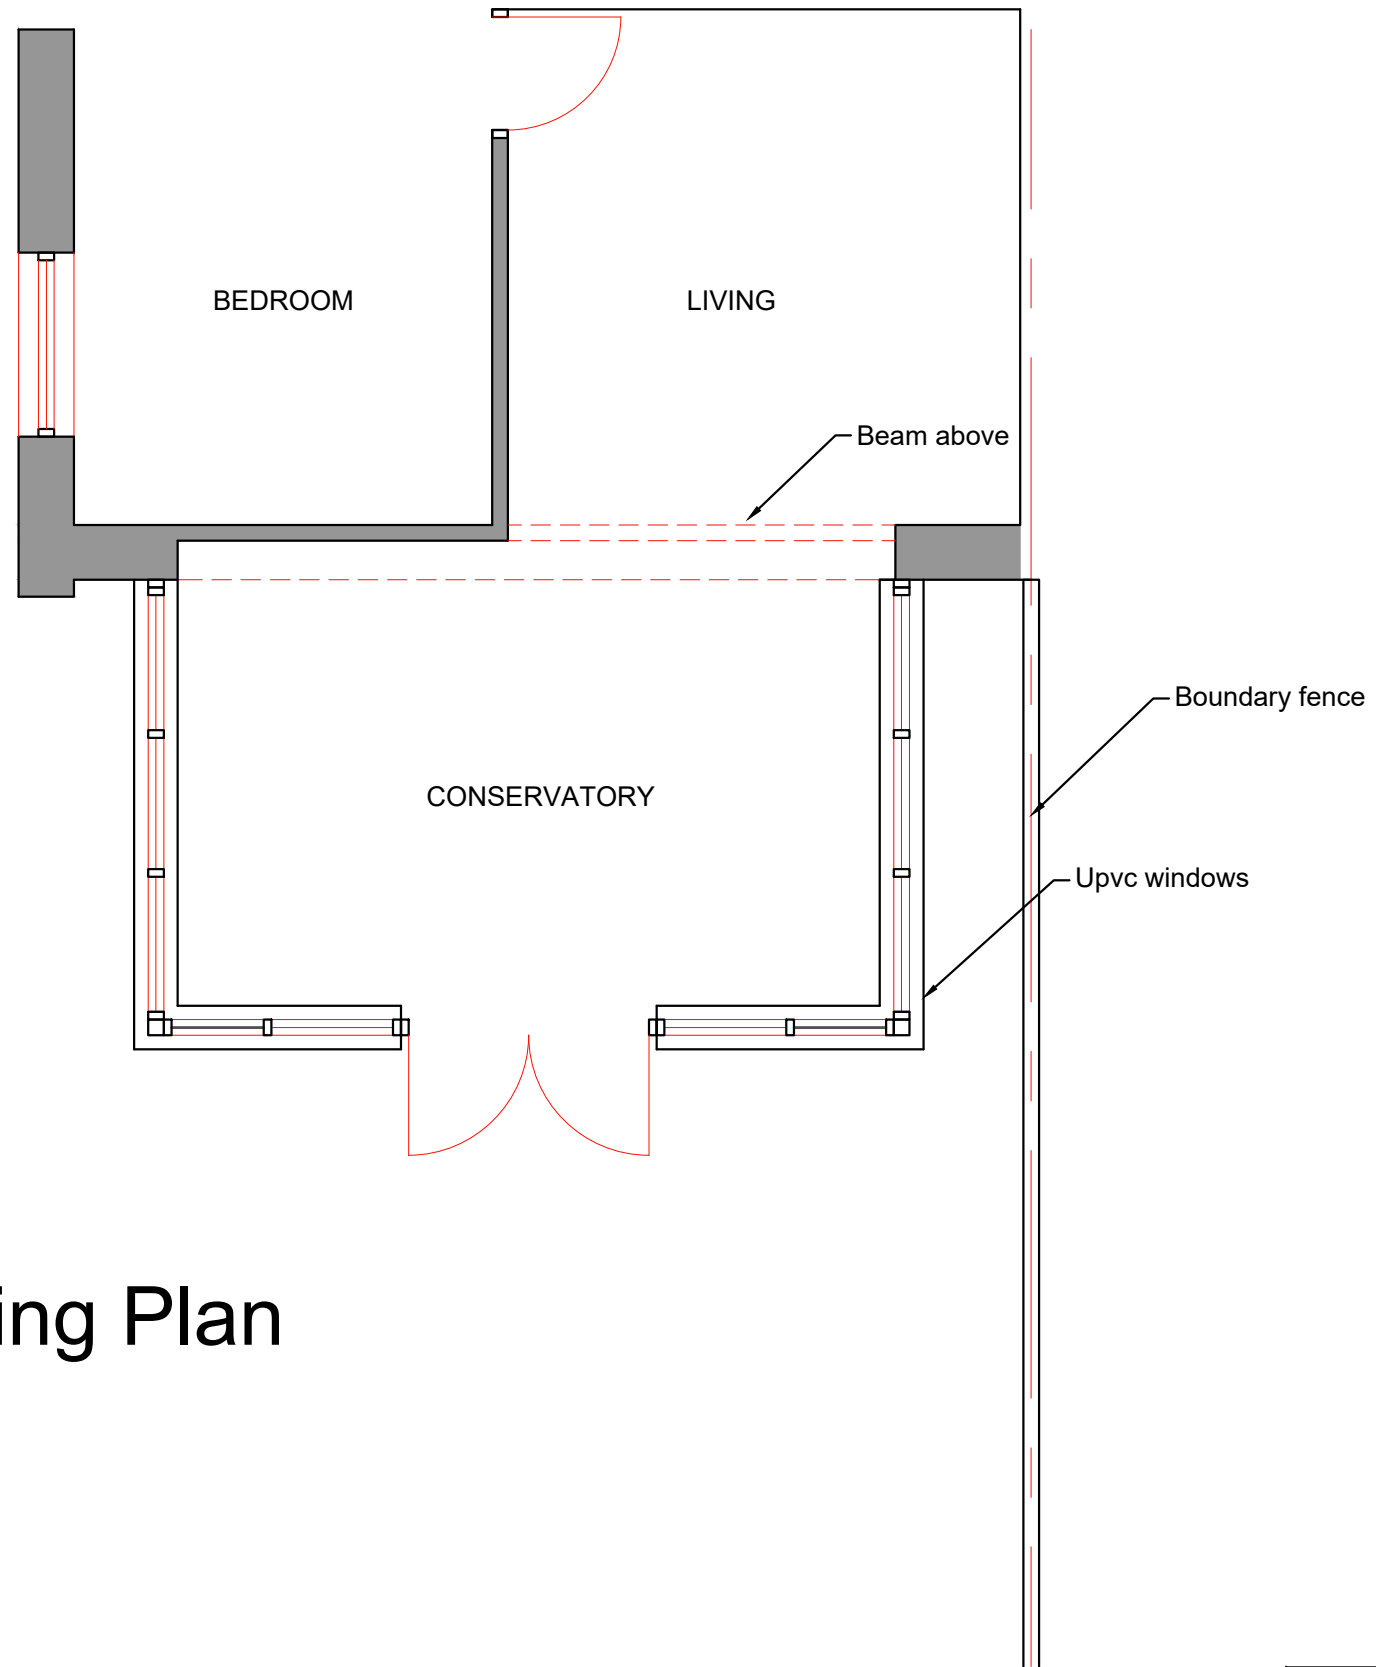 BEDROOM
LIVING
Beam above
Boundary fence
CONSERVATORY
Upvc windows
ing Plan